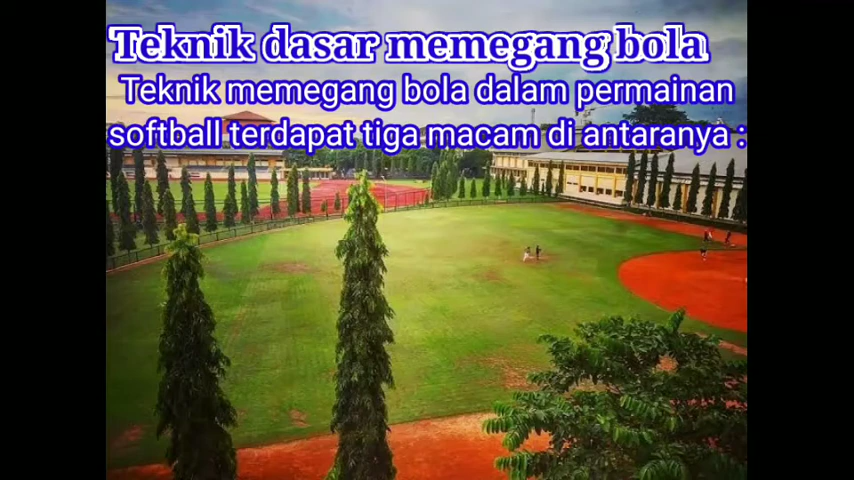 Teknik dasar memegang bola
Teknik memegang bola dalam permainan
softball terdapat tiga macam di antaranya :